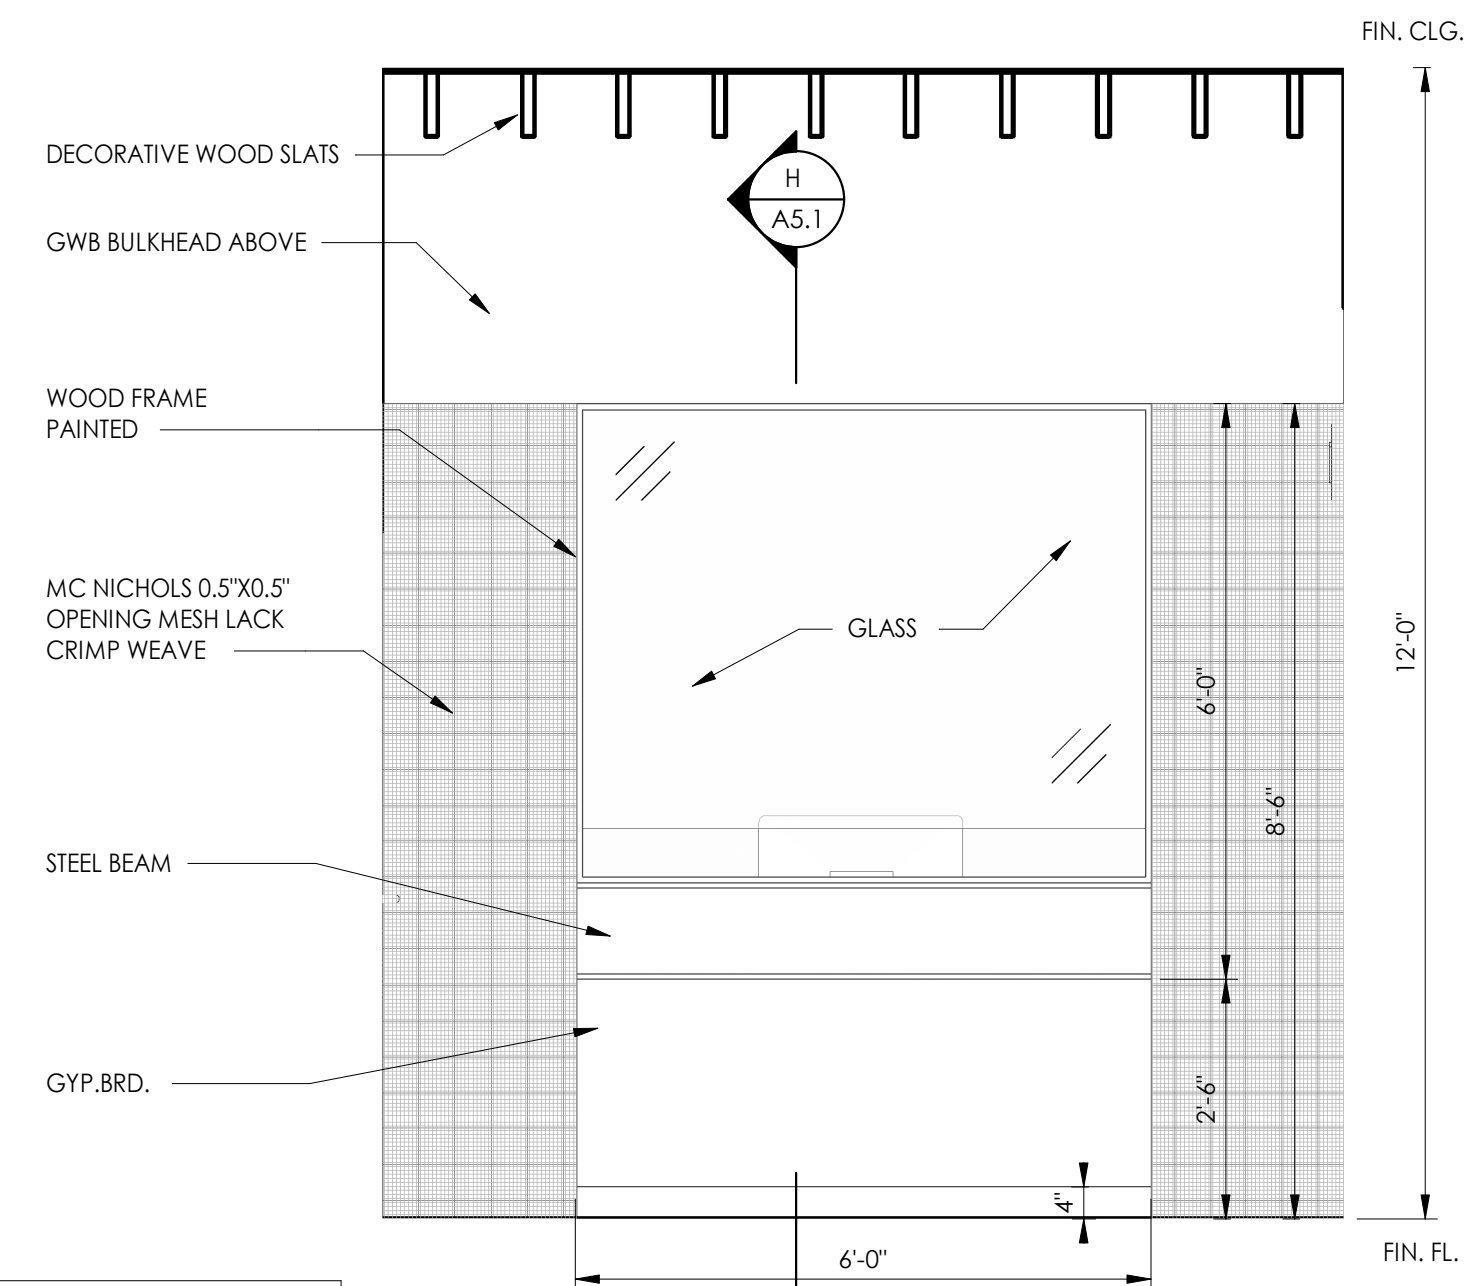 FIN. CLG.
DECORATIVE WOOD SLATS
H
A5.1
GWB BULKHEAD ABOVE
WOOD FRAME
PAINTED
MC NICHOLS 0.5"X0.5"
OPENING MESH LACK
CRIMP WEAVE
GLASS
6'-0"
8'-6"
12'-0"
STEEL BEAM
GYP.BRD.
2'-6"
4"
6'-0"
FIN. FL.